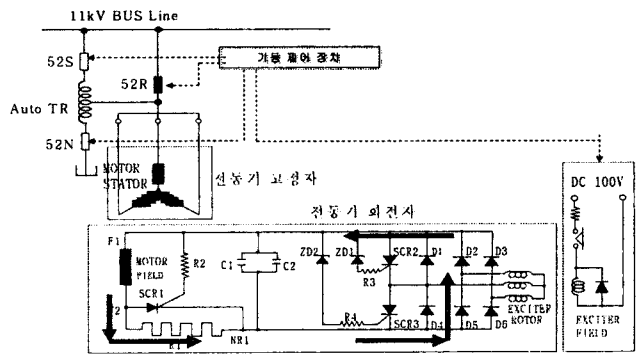 11kV BUS Line
52S
52R
기동 제어 장치
Auto TR
52N
MOTOR
STATOR
전동기 고정자
DC 100V
전동기 회전자
F1
MOTOR
FIELD
R2
C1
C2
ZD2
ZD1
SCR2
D1
D2
D3
R3
SCR1
EXCITER
ROTOR
R4
SCR3
D4
D5
D6
R1
NR1
EXCITER
FIELD